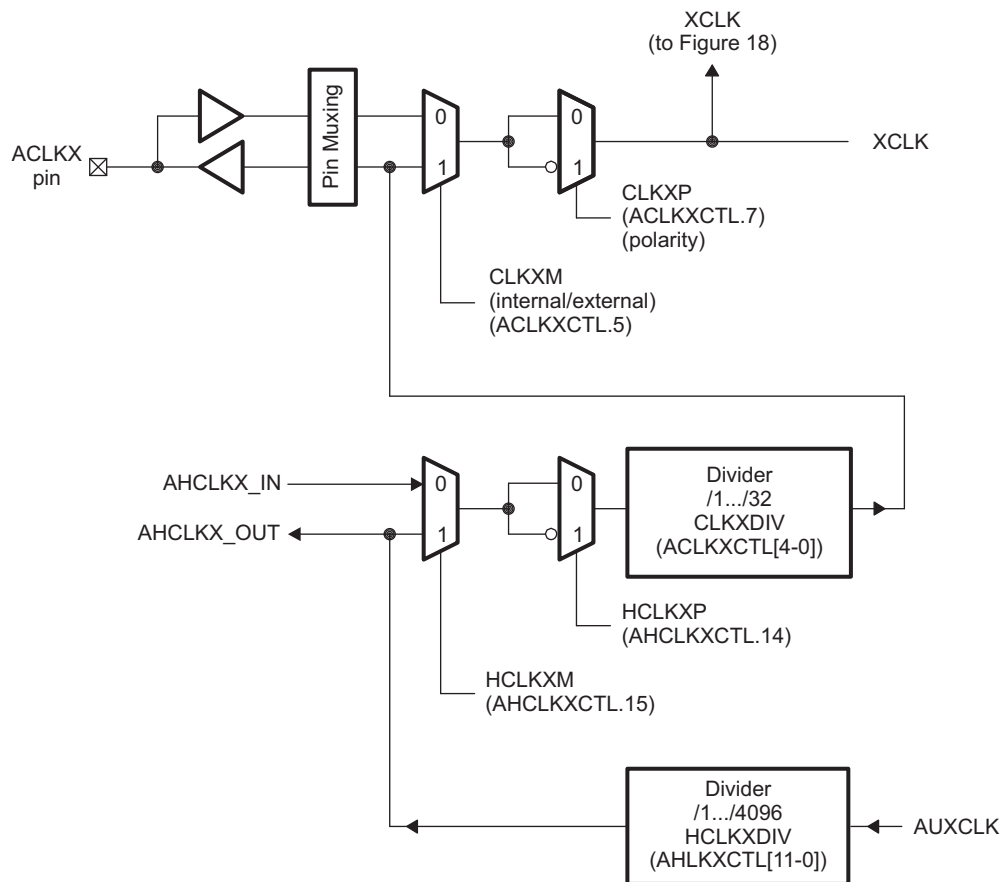 XCLK
(to Figure 18)
ACLKX
pin
Pin Muxing
0
1
0
1
XCLK
CLKXP
(ACLKXCTL.7)
(polarity)
CLKXM
(internal/external)
(ACLKXCTL.5)
AHCLKX_IN
AHCLKX_OUT
0
1
0
1
Divider
/1.../32
CLKXDIV
(ACLKXCTL[4-0])
HCLKXP
(AHCLKXCTL.14)
HCLKXM
(AHCLKXCTL.15)
Divider
/1.../4096
HCLKXDIV
(AHLKXCTL[11-0])
AUXCLK